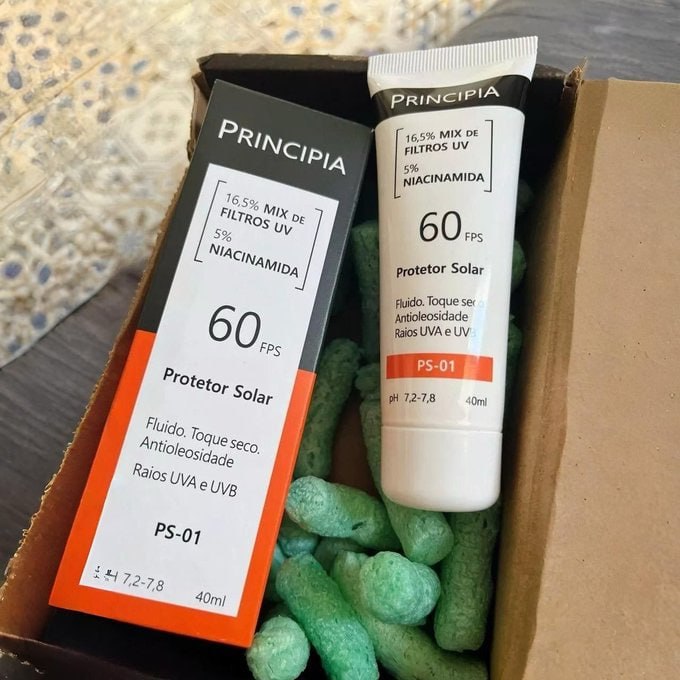 PRINCIPIA
16,5% MIX DE
FILTROS UV
5%
NIACINAMIDA
60 FPS
Protetor Solar
Fluido. Toque seco.
Antioleosidade
Raios UVA e UVB
PS-01
7,2-7,8
40ml
PRINCIPIA
16,5% MIX DE
FILTROS UV
5%
NIACINAMIDA
60 FPS
Protetor Solar
Fluido. Toque seco
Antioleosidade
Raios UVA e UVB
PS-01
pH 7,2-7,8
40ml